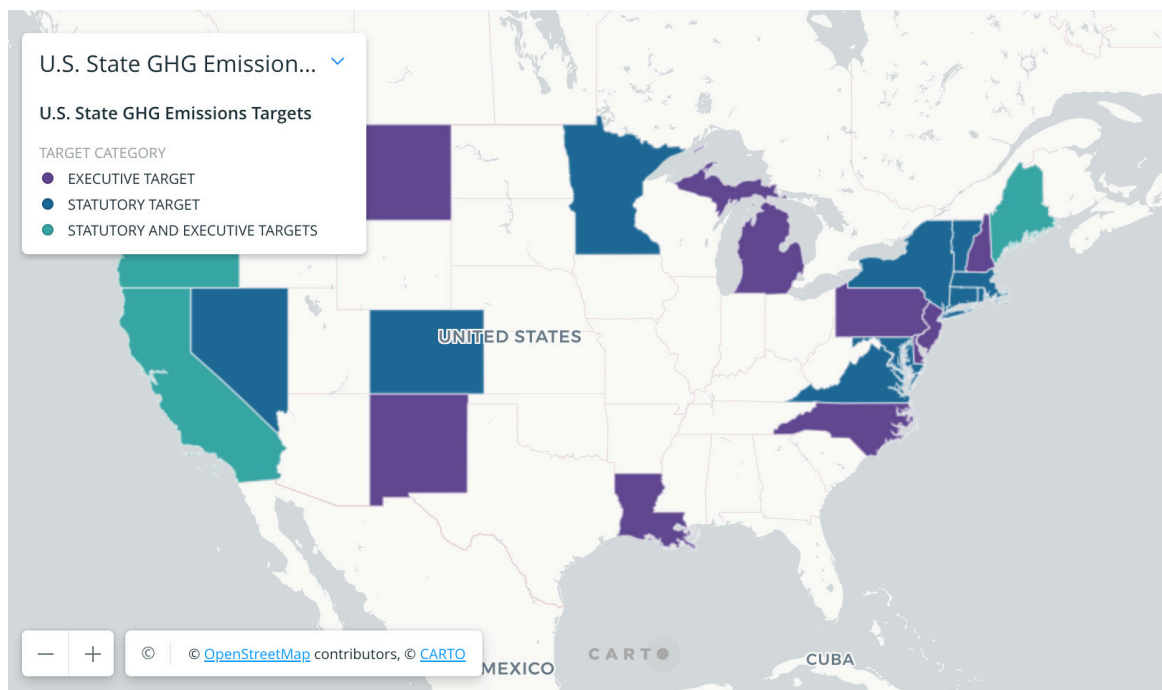 U.S. State GHG Emission...
U.S. State GHG Emissions Targets
TARGET CATEGORY
EXECUTIVE TARGET
STATUTORY TARGET
STATUTORY AND EXECUTIVE TARGETS
UNITED STATES
© © OpenStreetMap contributors, © CARTO
CARTO
MEXICO
CUBA